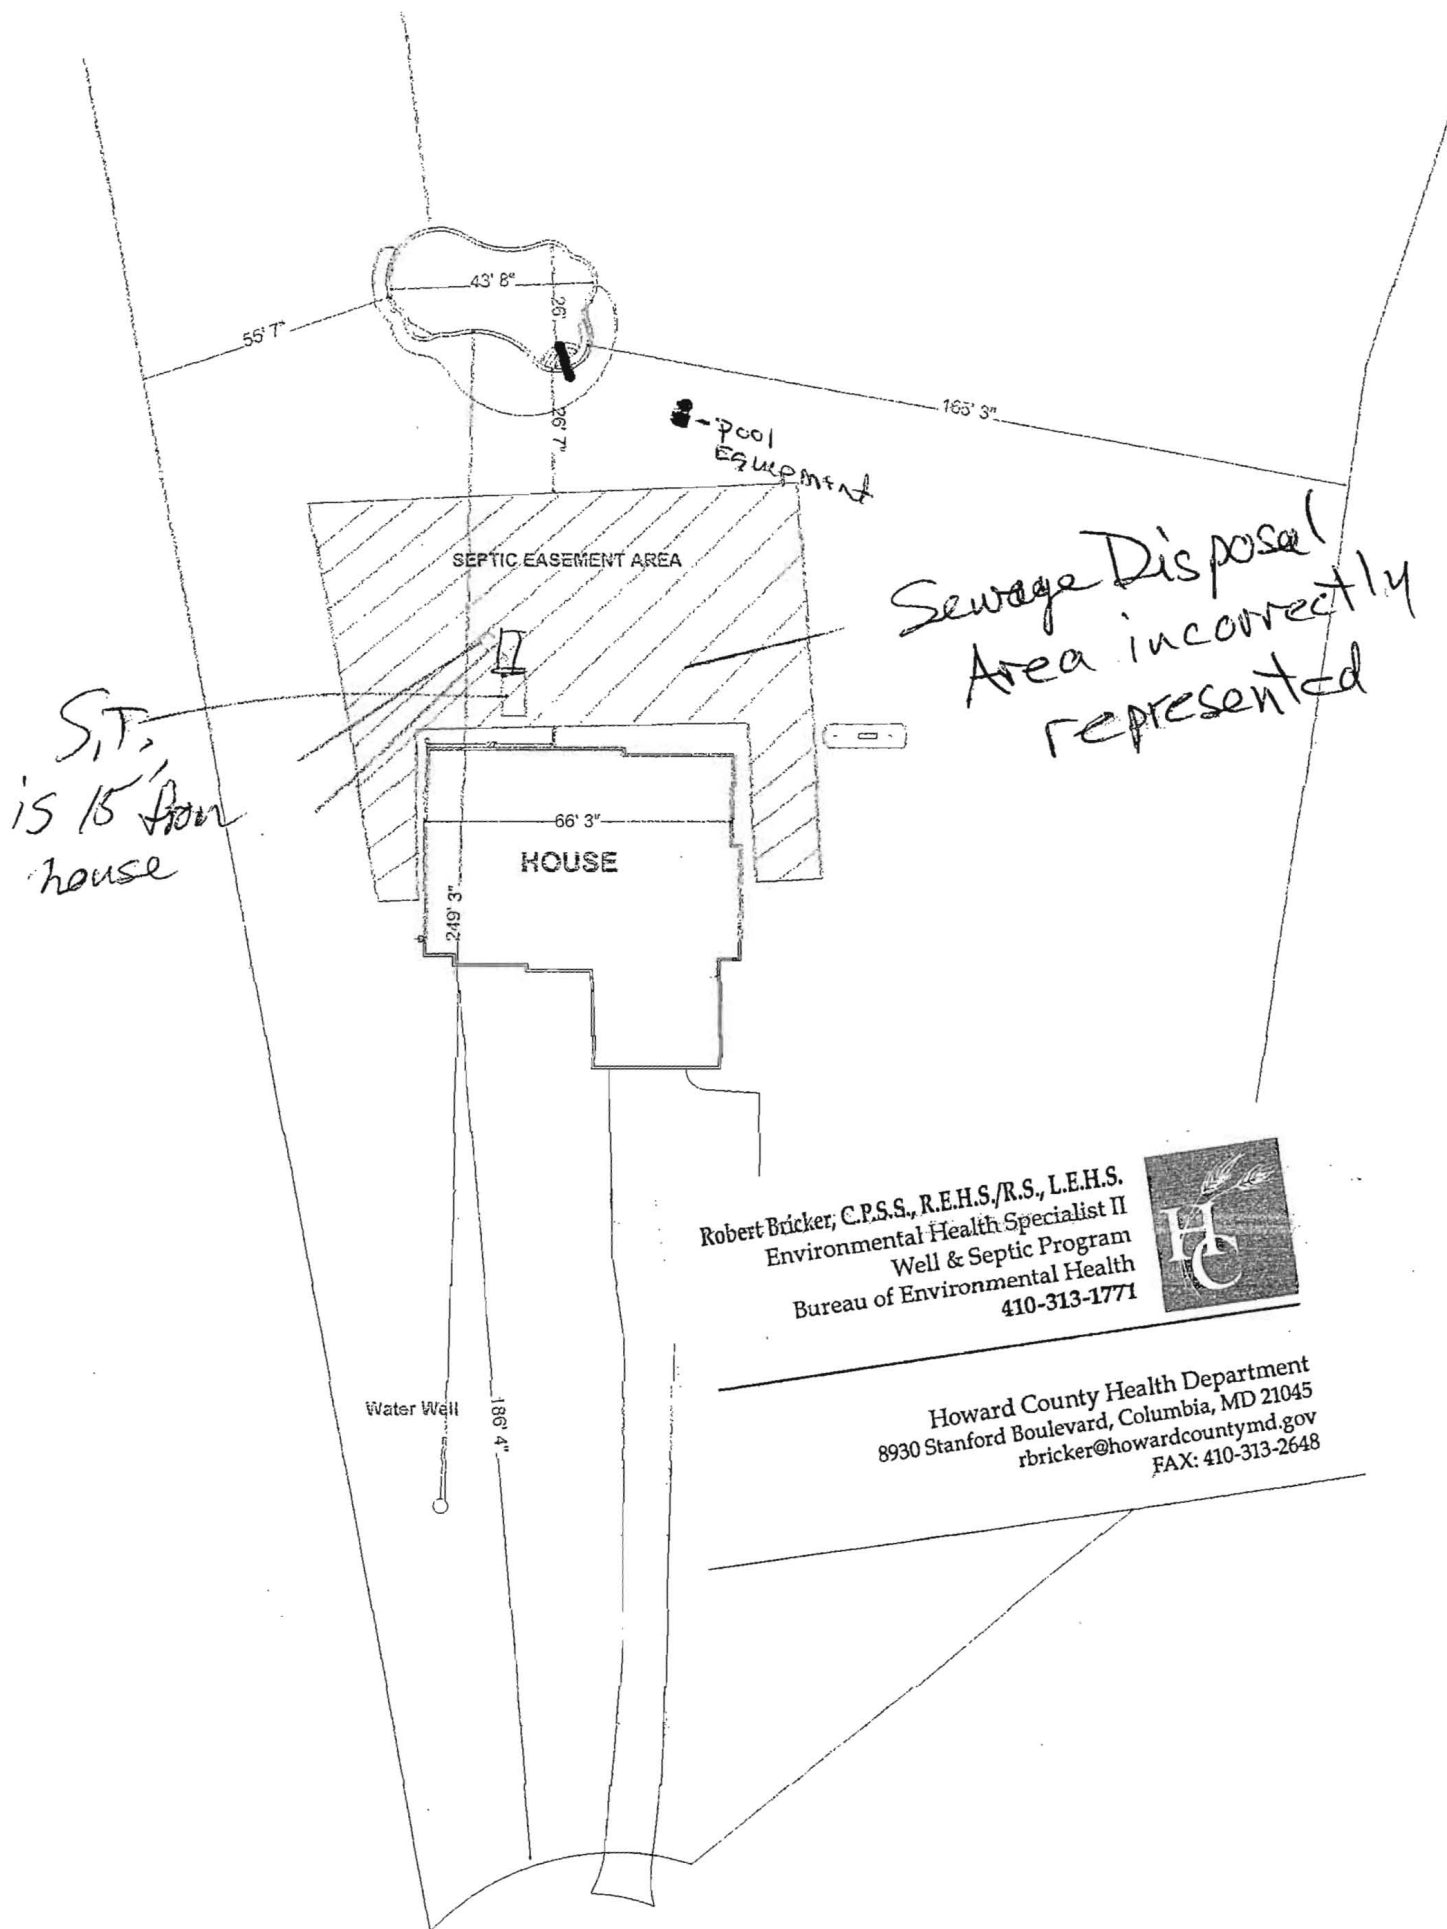 43' 8"
26'
55' 7"
165' 3"
26' 7"
- Pool
Equipment
SEPTIC EASEMENT AREA
Sewage Disposal
Area incorrectly
represented
S.T.
is 15' from
house
66' 3"
HOUSE
249' 3"
Robert Bricker, C.P.S.S., R.E.H.S./R.S., L.E.H.S.
Environmental Health Specialist II
Well & Septic Program
Bureau of Environmental Health
410-313-1771
HC
Howard County Health Department
8930 Stanford Boulevard, Columbia, MD 21045
rbricker@howardcountymd.gov
FAX: 410-313-2648
Water Well
186' 4"